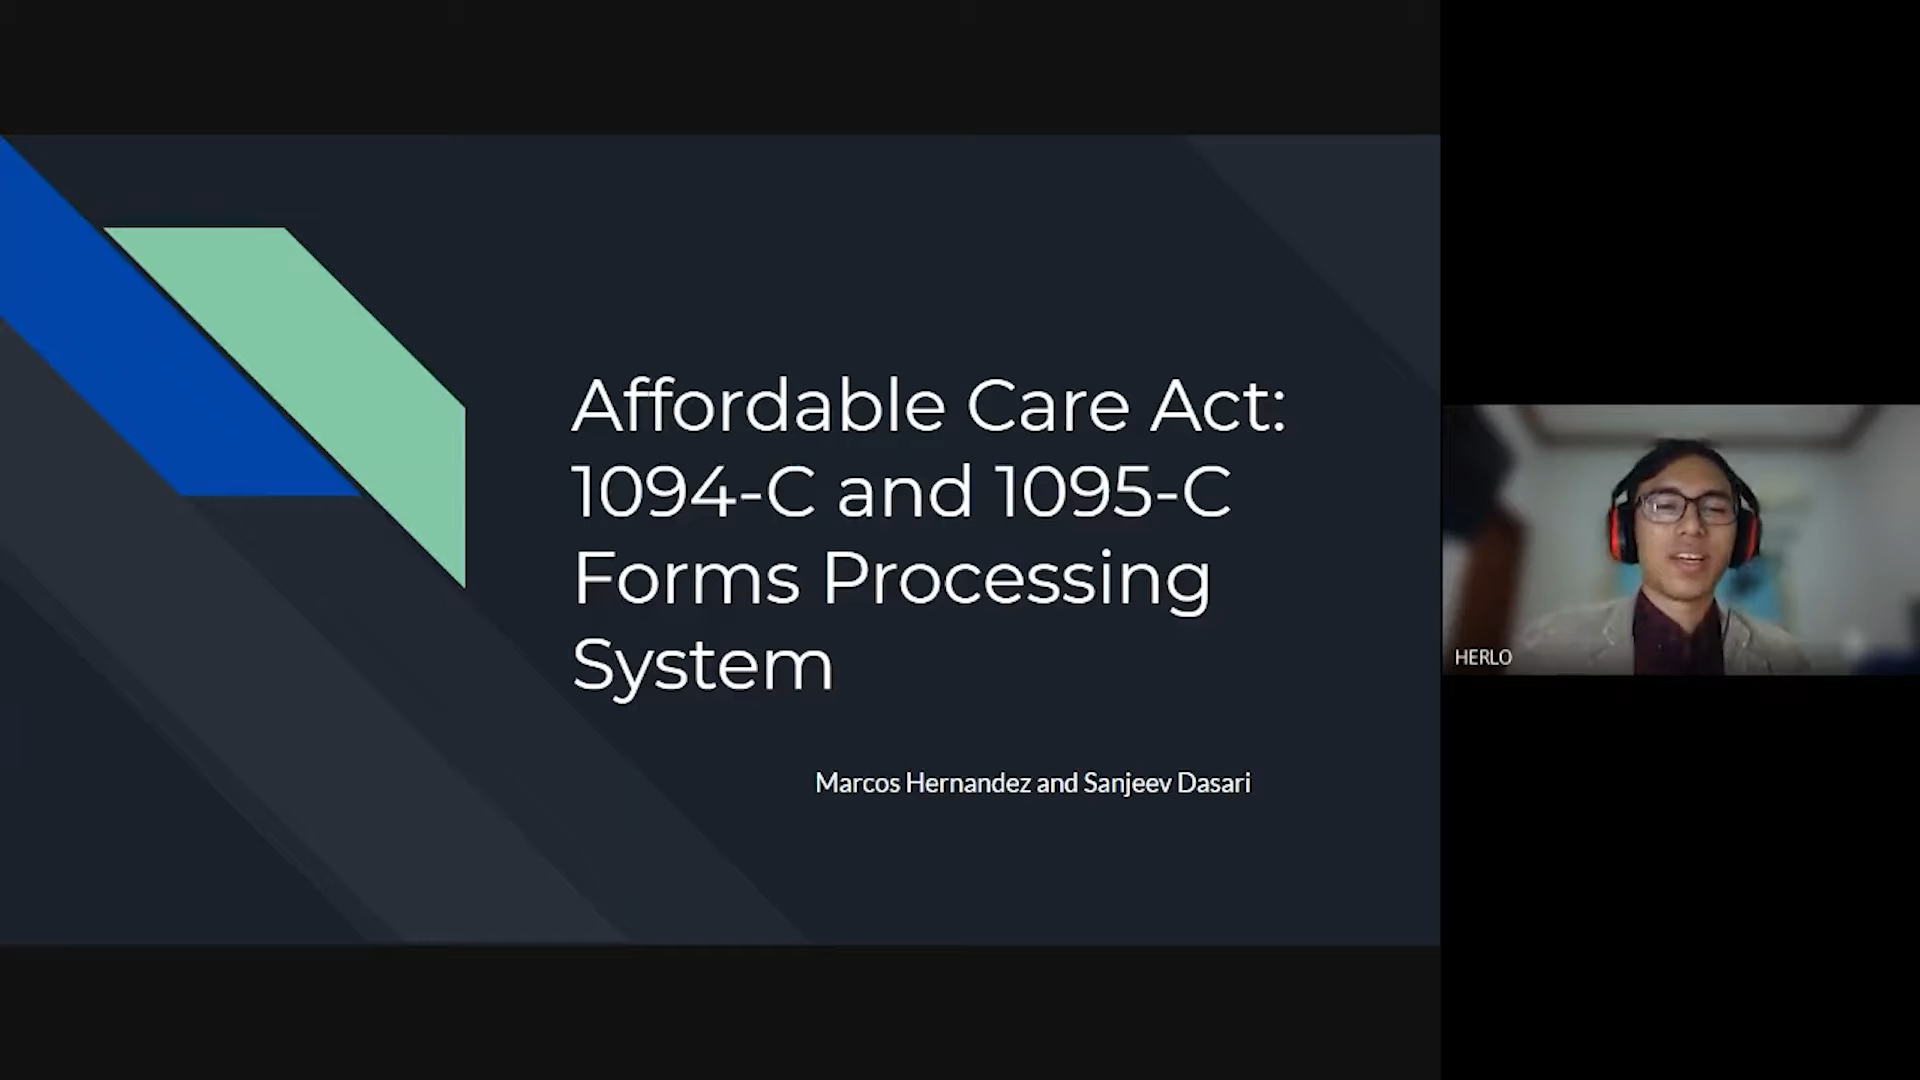 Affordable Care Act:
1094-C and 1095-C
Forms Processing
System
Marcos Hernandez and Sanjeev Dasari
HERLO